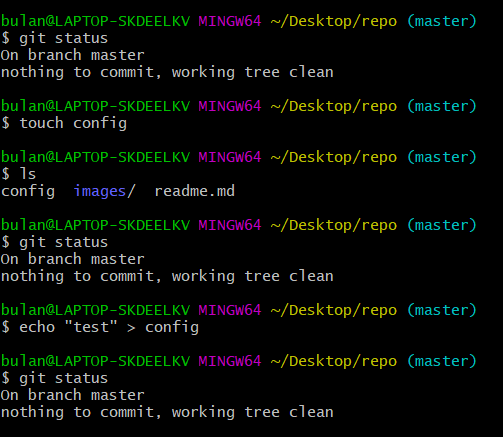 bulan@LAPTOP-SKDEELKV MINGW64 ~/Desktop/repo (master)
$ git status
On branch master
nothing to commit, working tree clean
bulan@LAPTOP-SKDEELKV MINGW64 ~/Desktop/repo (master)
$ touch config
bulan@LAPTOP-SKDEELKV MINGW64 ~/Desktop/repo (master)
$ ls
config  images/  readme.md
bulan@LAPTOP-SKDEELKV MINGW64 ~/Desktop/repo (master)
$ git status
On branch master
nothing to commit, working tree clean
bulan@LAPTOP-SKDEELKV MINGW64 ~/Desktop/repo (master)
$ echo "test" > config
bulan@LAPTOP-SKDEELKV MINGW64 ~/Desktop/repo (master)
$ git status
On branch master
nothing to commit, working tree clean